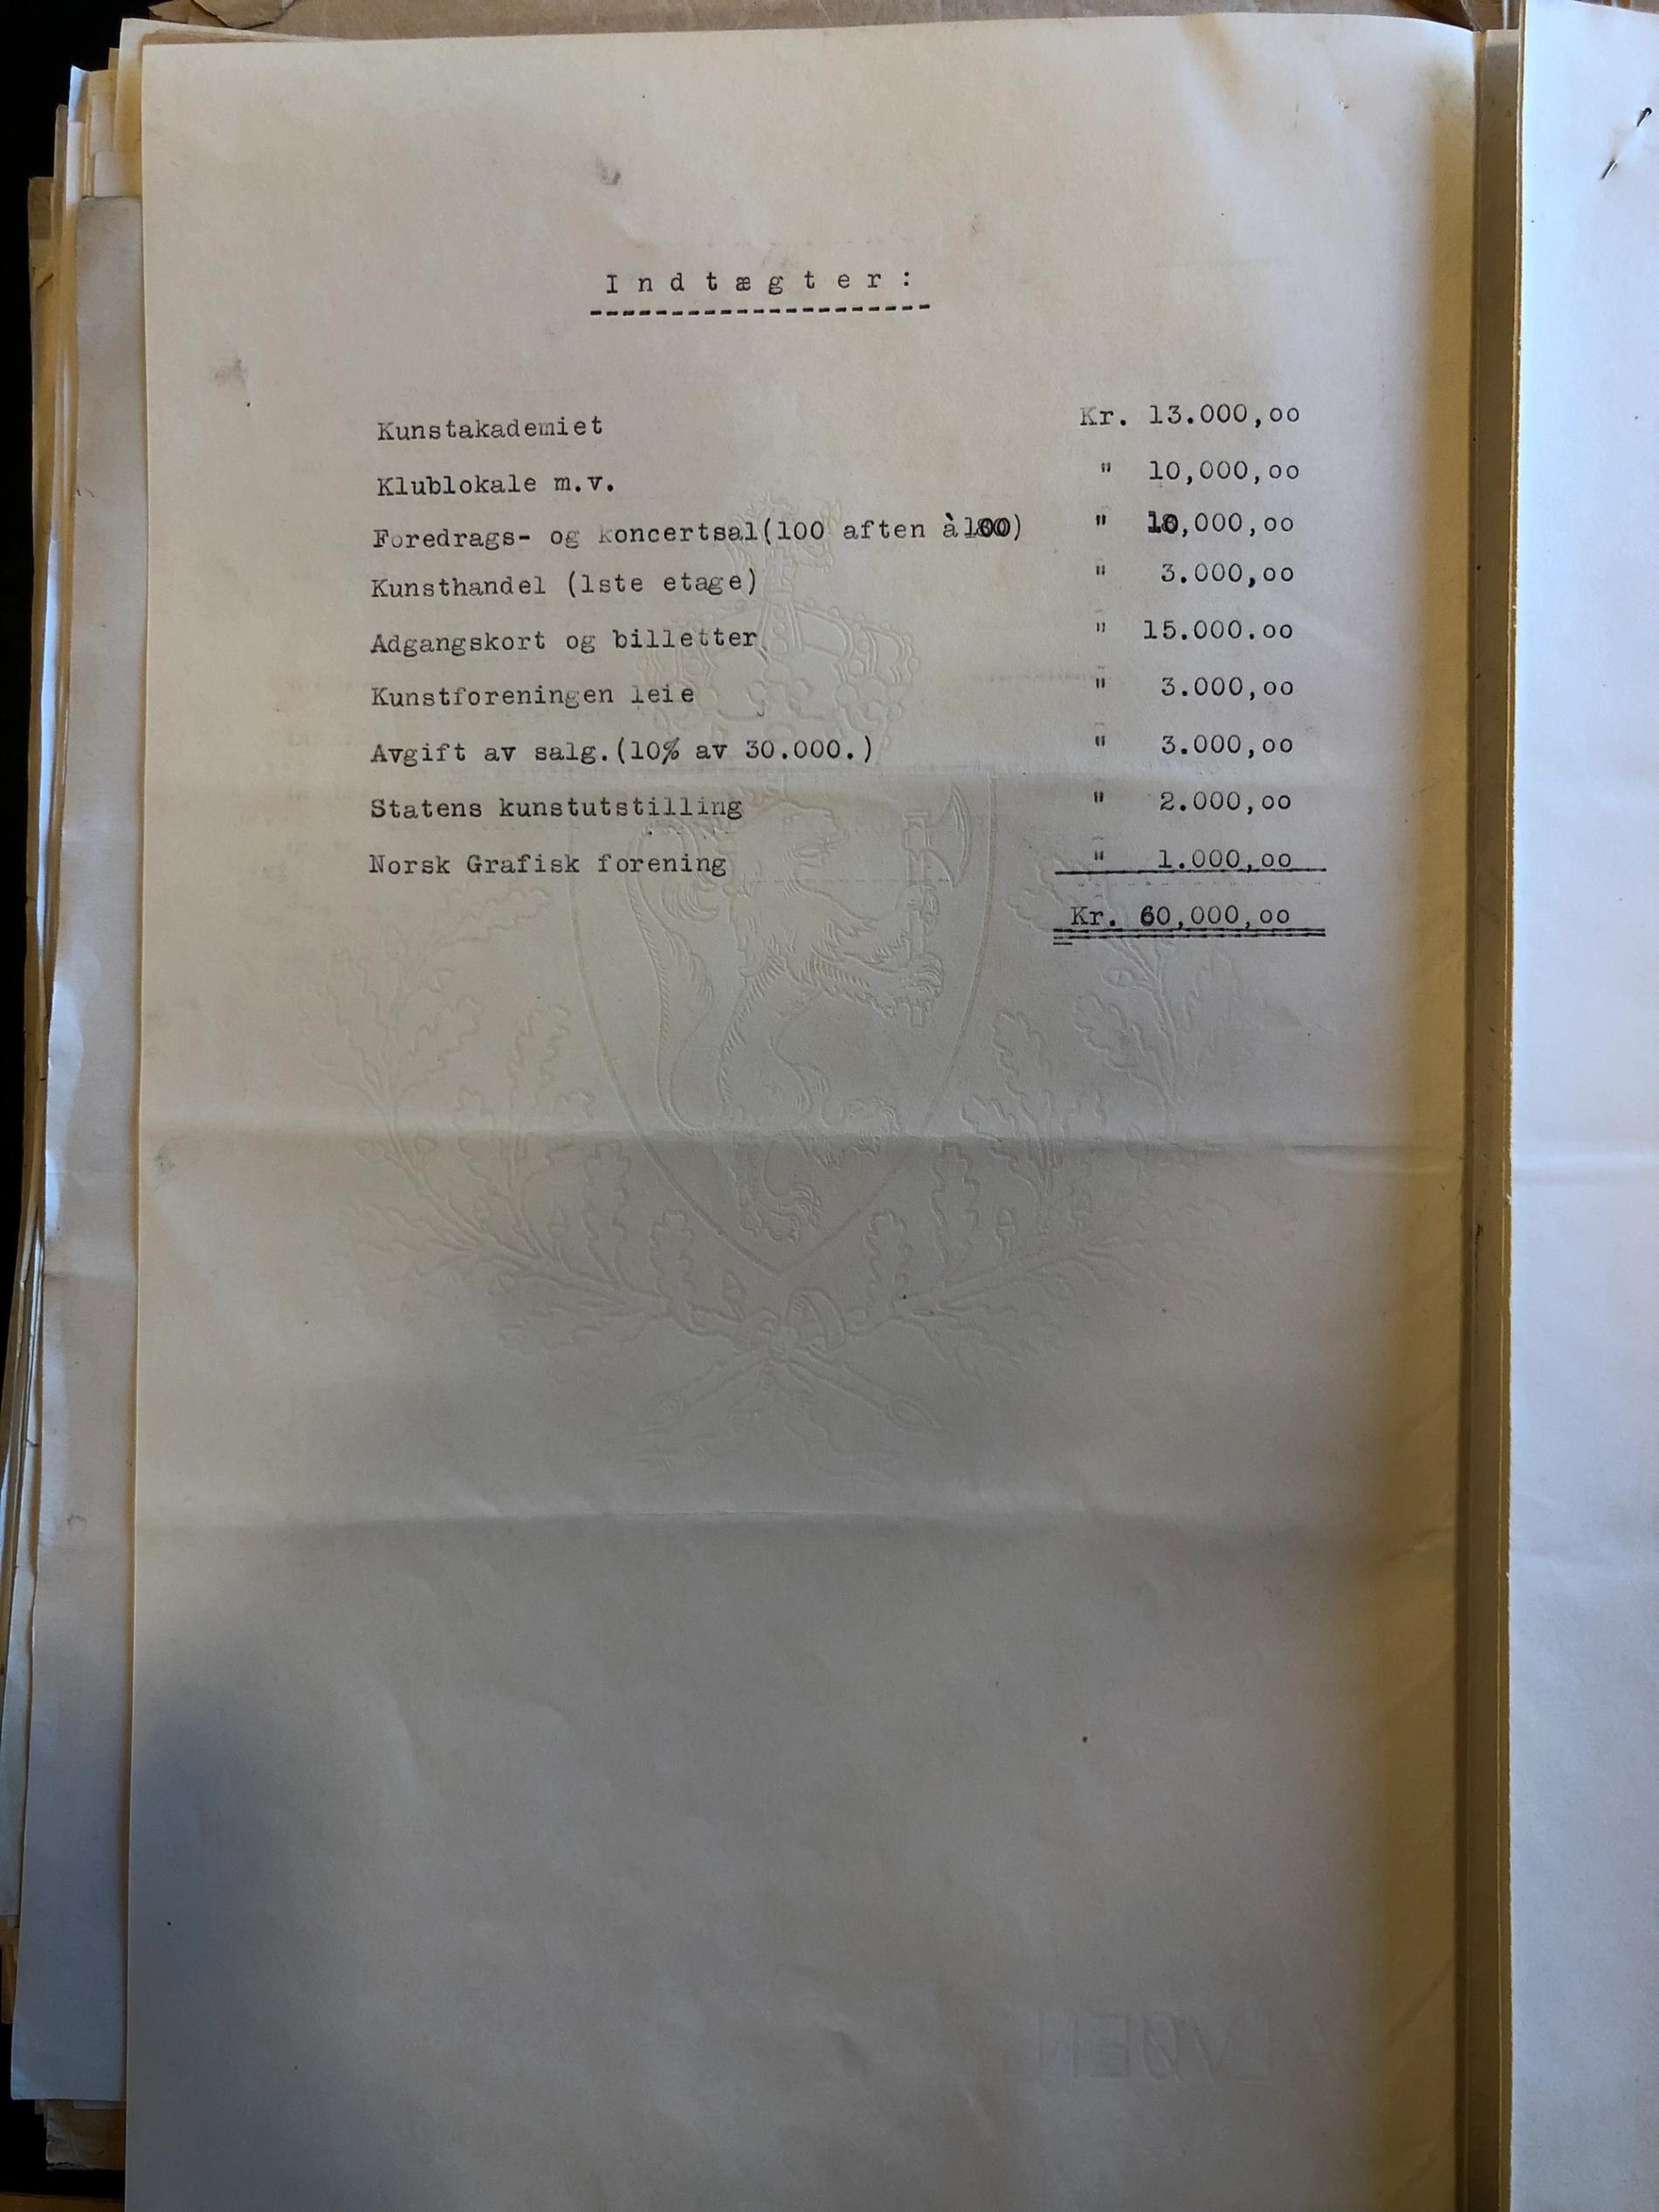 Indtægter:
Kunstakademiet Kr. 13.000,oo
Klublokale m.v. " 10,000,oo
Foredrags- og koncertsal(100 aften à100) " 10,000,oo
Kunsthandel (1ste etage) " 3.000,oo
Adgangskort og billetter " 15.000.oo
Kunstforeningen leie " 3.000,oo
Avgift av salg.(10% av 30.000.) " 3.000,oo
Statens kunstutstilling " 2.000,oo
Norsk Grafisk forening " 1.000,oo
Kr. 60,000,oo
ALVØEN